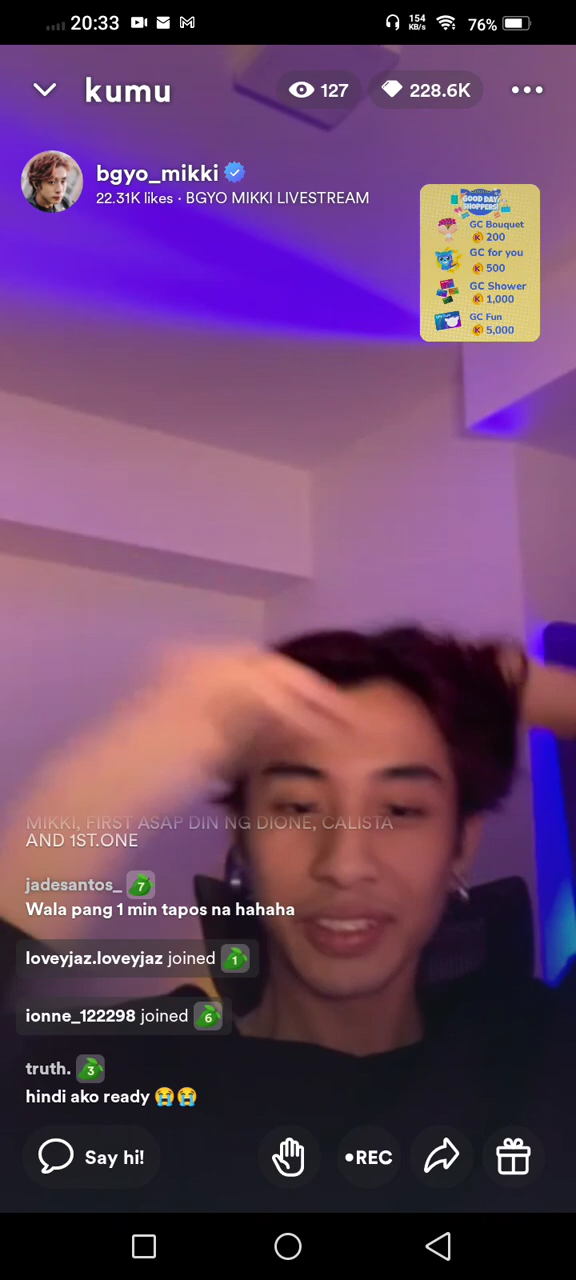 20:33
154
KB/s
76%
kumu
127
228.6K
bgyo_mikki
22.31K likes · BGYO MIKKI LIVESTREAM
GOOD DAY
SHOPPERS
GC Bouquet
K 200
GC for you
K 500
GC Shower
K 1,000
GC Fun
K 5,000
MIKKI, FIRST ASAP DIN NG DIONE, CALISTA
AND 1ST.ONE
jadesantos_ 7
Wala pang 1 min tapos na hahaha
loveyjaz.loveyjaz joined 1
ionne_122298 joined 6
truth. 3
hindi ako ready 😭😭
Say hi!
•REC